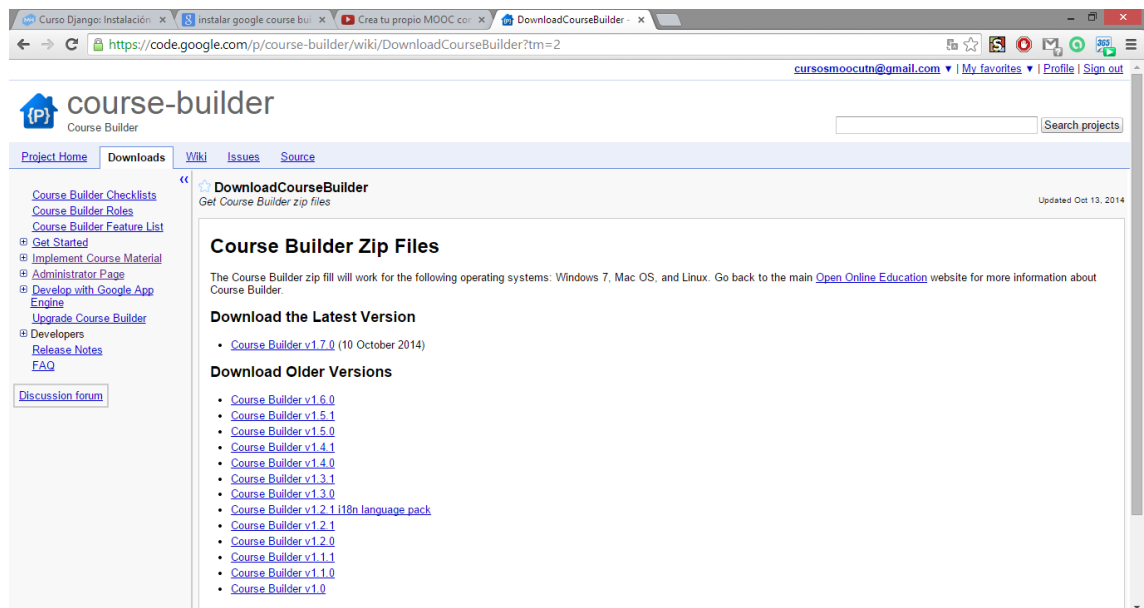 Curso Django: Instalación
instalar google course bui
Crea tu propio MOOC con
DownloadCourseBuilder -
https://code.google.com/p/course-builder/wiki/DownloadCourseBuilder?tm=2
cursosmoocutn@gmail.com ▼ | My favorites ▼ | Profile | Sign out
course-builder
Course Builder
Search projects
Project Home Downloads Wiki Issues Source
Course Builder Checklists
Course Builder Roles
Course Builder Feature List
Get Started
Implement Course Material
Administrator Page
Develop with Google App
Engine
Upgrade Course Builder
Developers
Release Notes
FAQ
Discussion forum
DownloadCourseBuilder
Get Course Builder zip files
Updated Oct 13, 2014
Course Builder Zip Files
The Course Builder zip fill will work for the following operating systems: Windows 7, Mac OS, and Linux. Go back to the main Open Online Education website for more information about
Course Builder.
Download the Latest Version
• Course Builder v1.7.0 (10 October 2014)
Download Older Versions
• Course Builder v1.6.0
• Course Builder v1.5.1
• Course Builder v1.5.0
• Course Builder v1.4.1
• Course Builder v1.4.0
• Course Builder v1.3.1
• Course Builder v1.3.0
• Course Builder v1.2.1 i18n language pack
• Course Builder v1.2.1
• Course Builder v1.2.0
• Course Builder v1.1.1
• Course Builder v1.1.0
• Course Builder v1.0